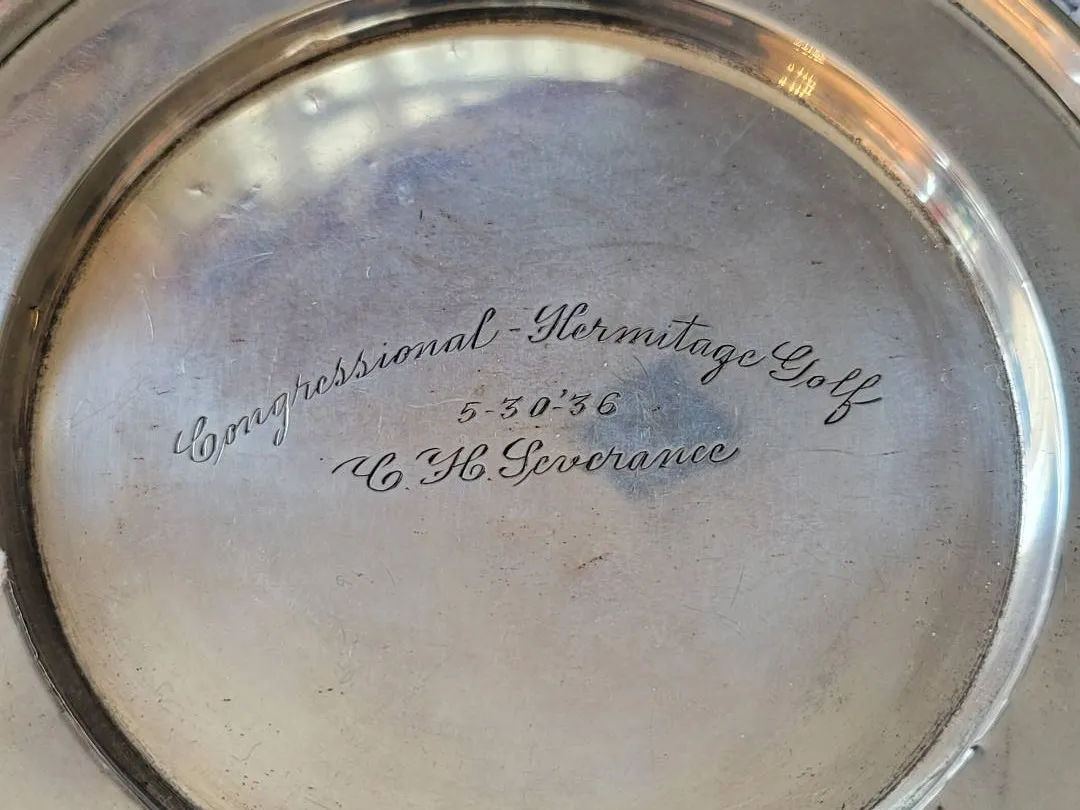 Congressional - Hermitage Golf
5-30-'36
C. H. Severance